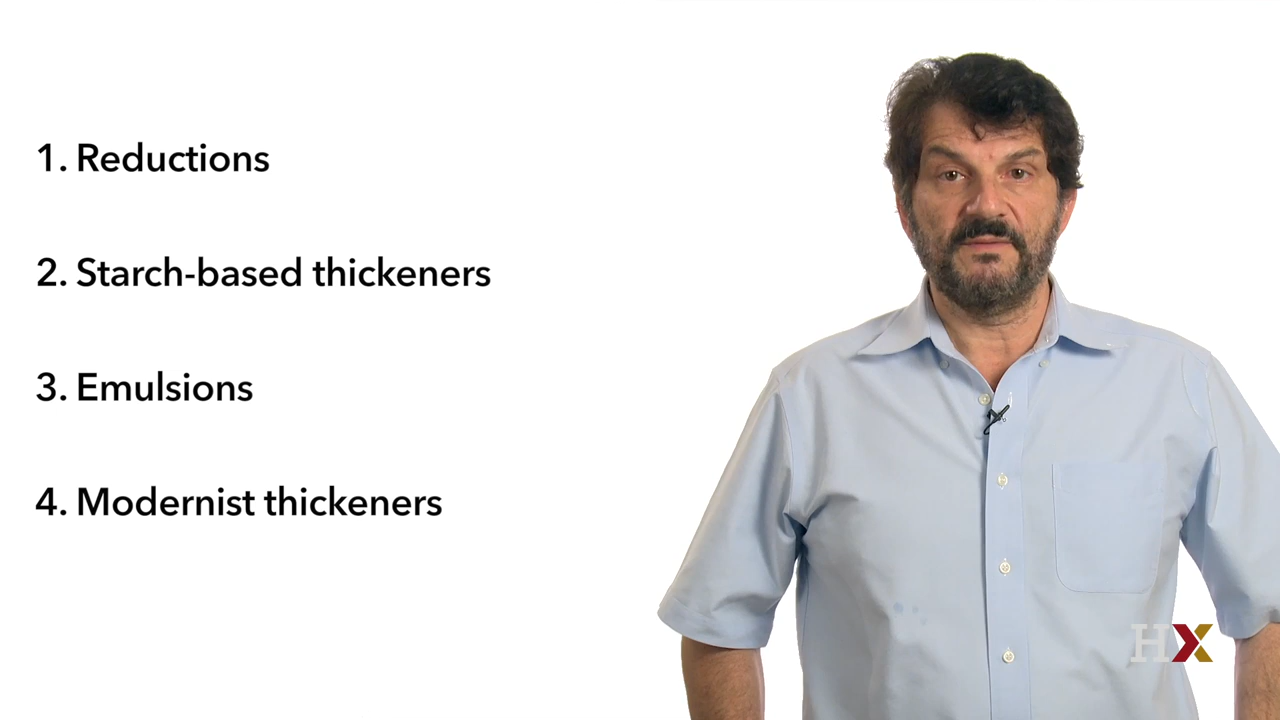 1. Reductions
2. Starch-based thickeners
3. Emulsions
4. Modernist thickeners
HX